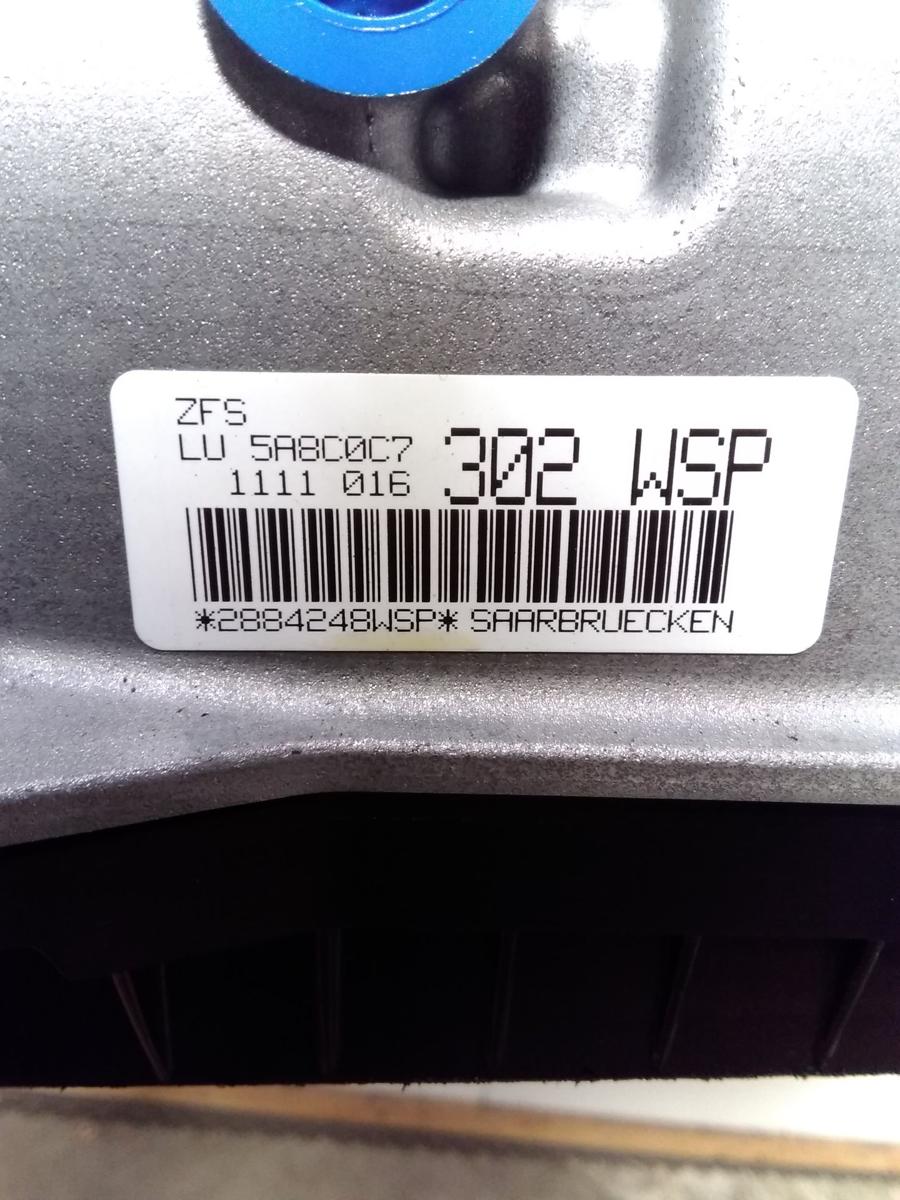 ZFS
LU 5A8C0C7
1111 016
302 WSP
*2884248WSP* SAARBRUECKEN